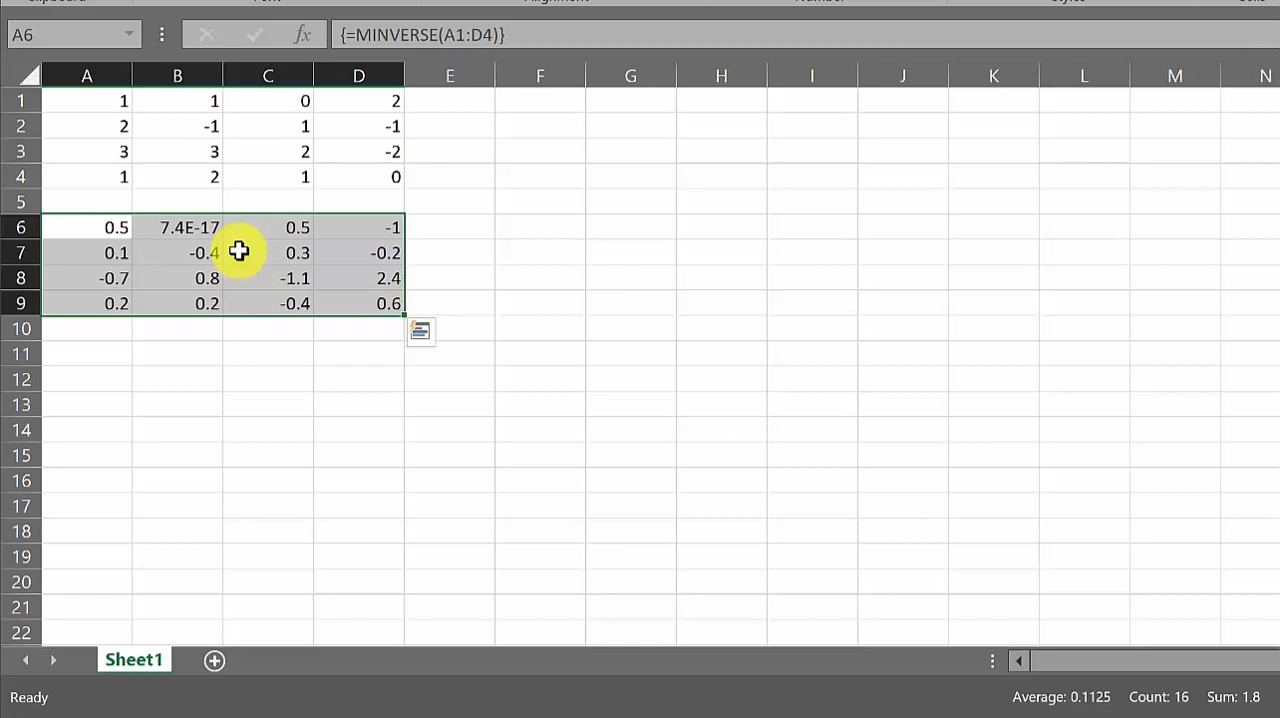 A6 fx {=MINVERSE(A1:D4)}
A B C D E F G H I J K L M N
1 1 1 0 2
2 2 -1 1 -1
3 3 3 2 -2
4 1 2 1 0
5
6 0.5 7.4E-17 0.5 -1
7 0.1 -0.4 0.3 -0.2
8 -0.7 0.8 -1.1 2.4
9 0.2 0.2 -0.4 0.6
10
11
12
13
14
15
16
17
18
19
20
21
22
Sheet1
Ready Average: 0.1125 Count: 16 Sum: 1.8